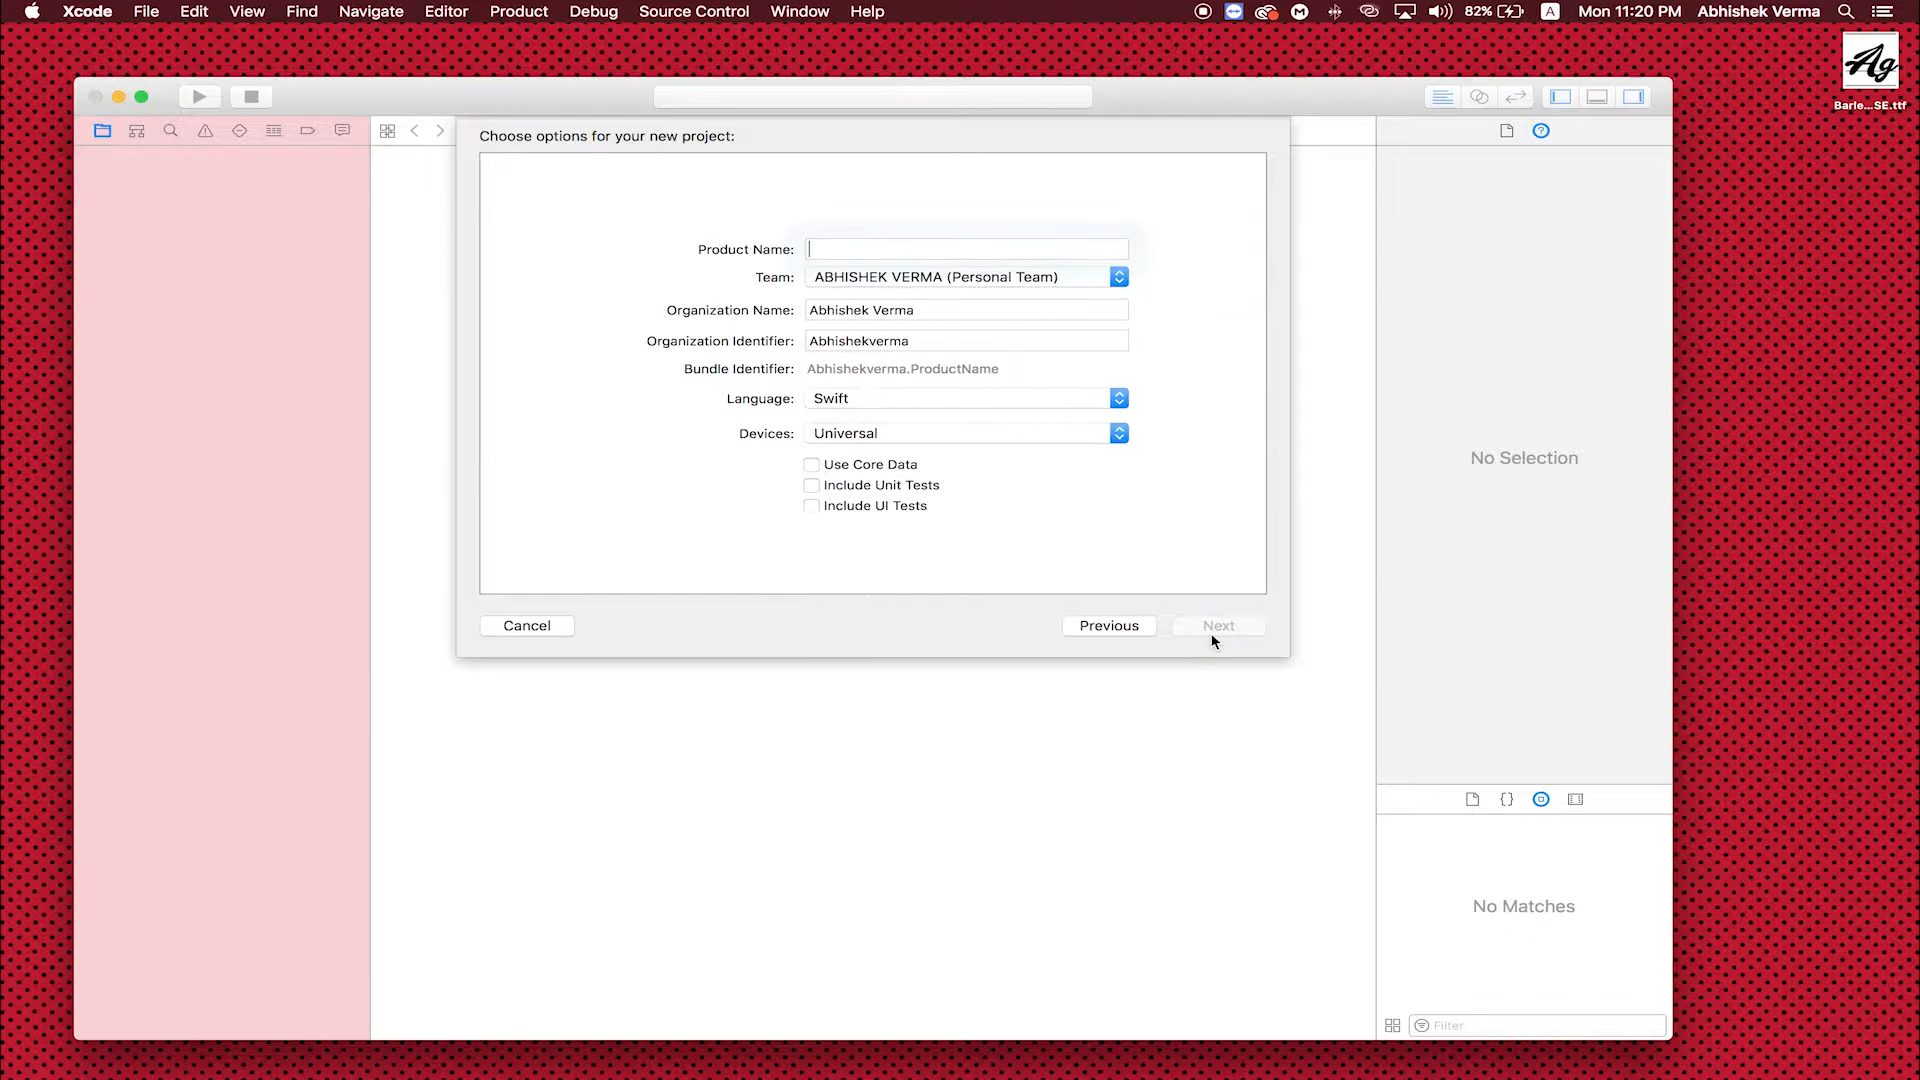 Xcode File Edit View Find Navigate Editor Product Debug Source Control Window Help 82% A Mon 11:20 PM Abhishek Verma
Ag
Barle...SE.ttf
Choose options for your new project:
Product Name:
Team: ABHISHEK VERMA (Personal Team)
Organization Name: Abhishek Verma
Organization Identifier: Abhishekverma
Bundle Identifier: Abhishekverma.ProductName
Language: Swift
Devices: Universal
Use Core Data
Include Unit Tests
Include UI Tests
Cancel Previous Next
No Selection
No Matches
Filter